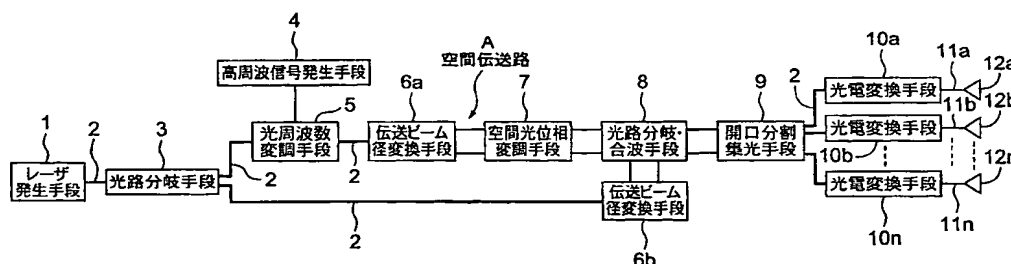 A
空間伝送路
4
高周波信号発生手段
5
光周波数
変調手段
6a
伝送ビーム
径変換手段
7
空間光位相
変調手段
8
光路分岐・
合波手段
9
開口分割
集光手段
2
10a
光電変換手段
11a
12a
光電変換手段
10b
11b
12b
光電変換手段
10n
11n
12n
1
レーザ
発生手段
2
3
光路分岐手段
2
2
2
伝送ビーム
径変換手段
6b